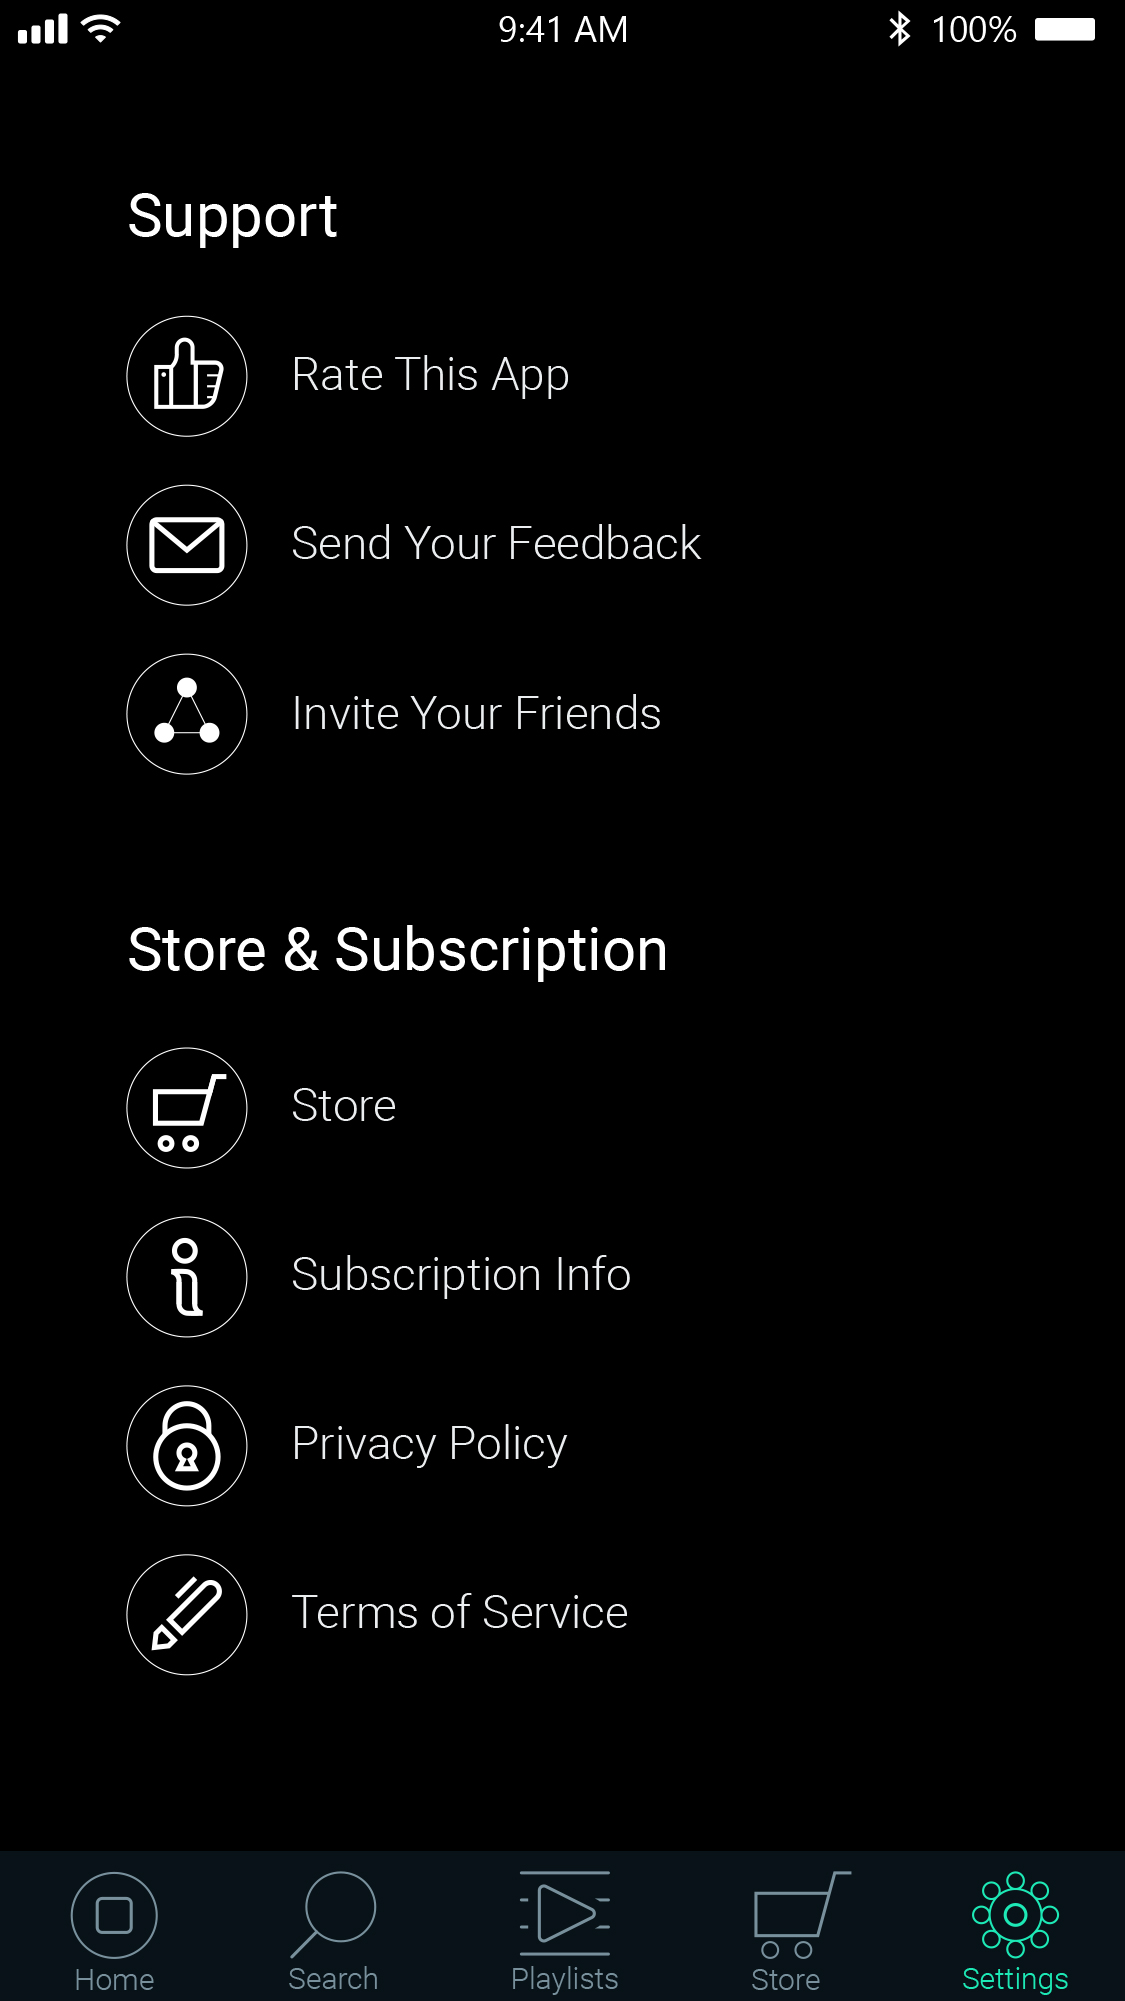 9:41 AM 100%
Support
Rate This App
Send Your Feedback
Invite Your Friends
Store & Subscription
Store
Subscription Info
Privacy Policy
Terms of Service
Home Search Playlists Store Settings